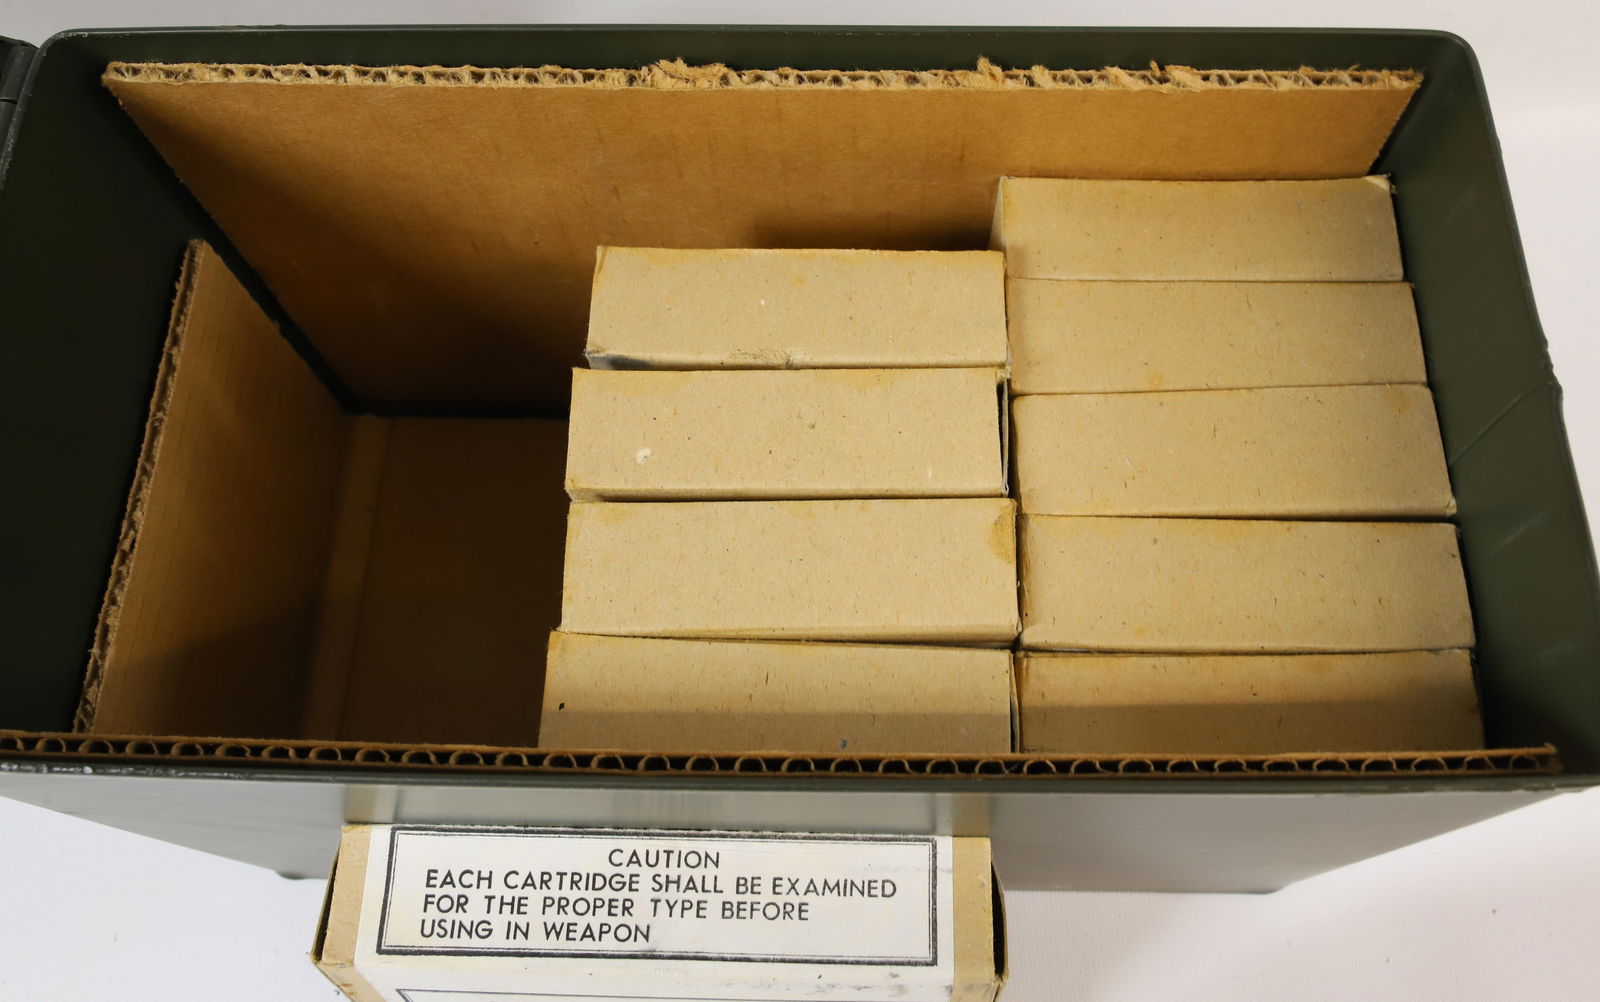 CAUTION
EACH CARTRIDGE SHALL BE EXAMINED
FOR THE PROPER TYPE BEFORE
USING IN WEAPON